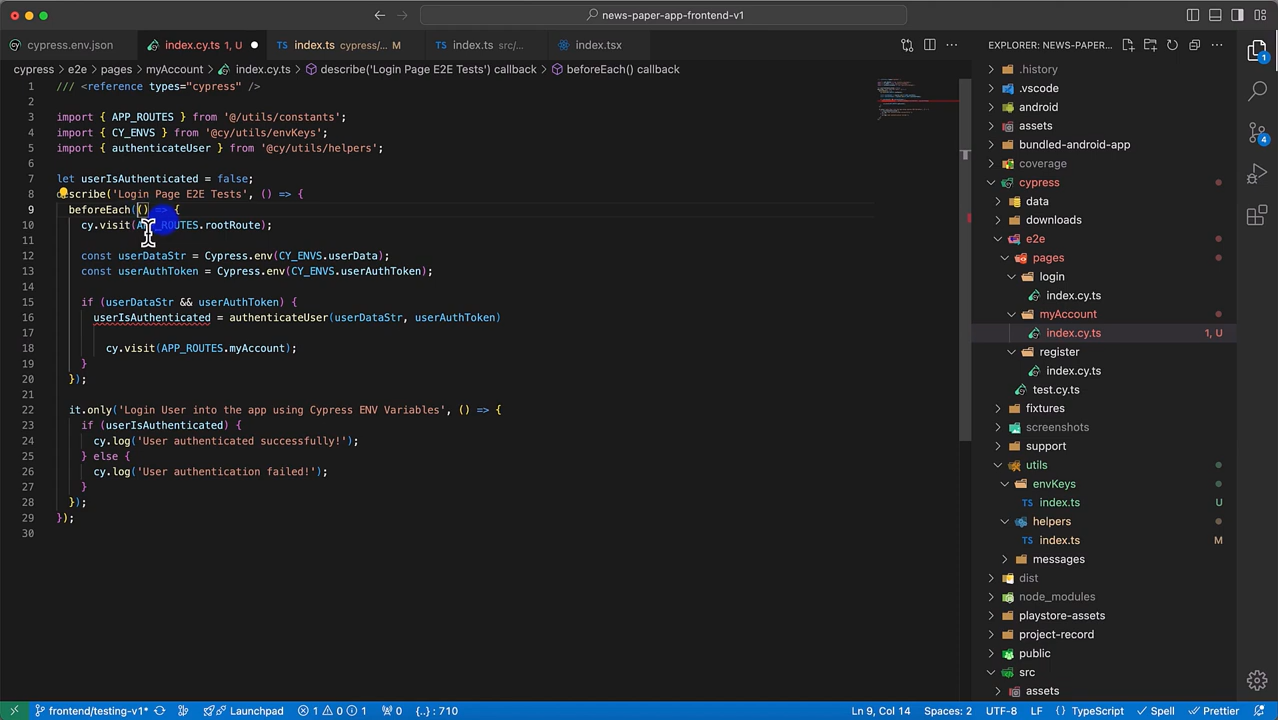 news-paper-app-frontend-v1
cypress.env.json
index.cy.ts 1, U
index.ts cypress/... M
index.ts src/...
index.tsx
EXPLORER: NEWS-PAPER...
cypress > e2e > pages > myAccount > index.cy.ts > describe('Login Page E2E Tests') callback > beforeEach() callback
1 /// <reference types="cypress" />
2
3 import { APP_ROUTES } from '@/utils/constants';
4 import { CY_ENVS } from '@cy/utils/envKeys';
5 import { authenticateUser } from '@cy/utils/helpers';
6
7 let userIsAuthenticated = false;
8 describe('Login Page E2E Tests', () => {
9 beforeEach(() => {
10 cy.visit(APP_ROUTES.rootRoute);
11
12 const userDataStr = Cypress.env(CY_ENVS.userData);
13 const userAuthToken = Cypress.env(CY_ENVS.userAuthToken);
14
15 if (userDataStr && userAuthToken) {
16 userIsAuthenticated = authenticateUser(userDataStr, userAuthToken)
17
18 cy.visit(APP_ROUTES.myAccount);
19 }
20 });
21
22 it.only('Login User into the app using Cypress ENV Variables', () => {
23 if (userIsAuthenticated) {
24 cy.log('User authenticated successfully!');
25 } else {
26 cy.log('User authentication failed!');
27 }
28 });
29 });
30
.history
.vscode
android
assets
bundled-android-app
coverage
cypress
data
downloads
e2e
pages
login
index.cy.ts
myAccount
index.cy.ts 1, U
register
index.cy.ts
test.cy.ts
fixtures
screenshots
support
utils
envKeys
TS index.ts U
helpers
TS index.ts M
messages
dist
node_modules
playstore-assets
project-record
public
src
assets
1
4
frontend/testing-v1* Launchpad 1 0 1 0 {..} : 710 Ln 9, Col 14 Spaces: 2 UTF-8 LF {} TypeScript Spell Prettier